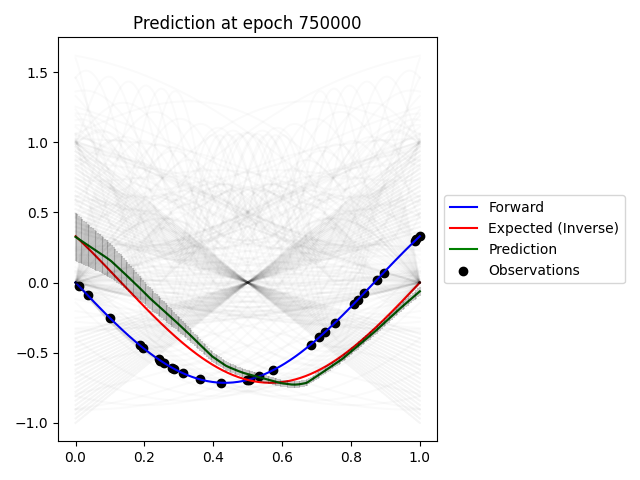 Prediction at epoch 750000
1.5
1.0
0.5
0.0
−0.5
−1.0
0.0 0.2 0.4 0.6 0.8 1.0
Forward
Expected (Inverse)
Prediction
Observations